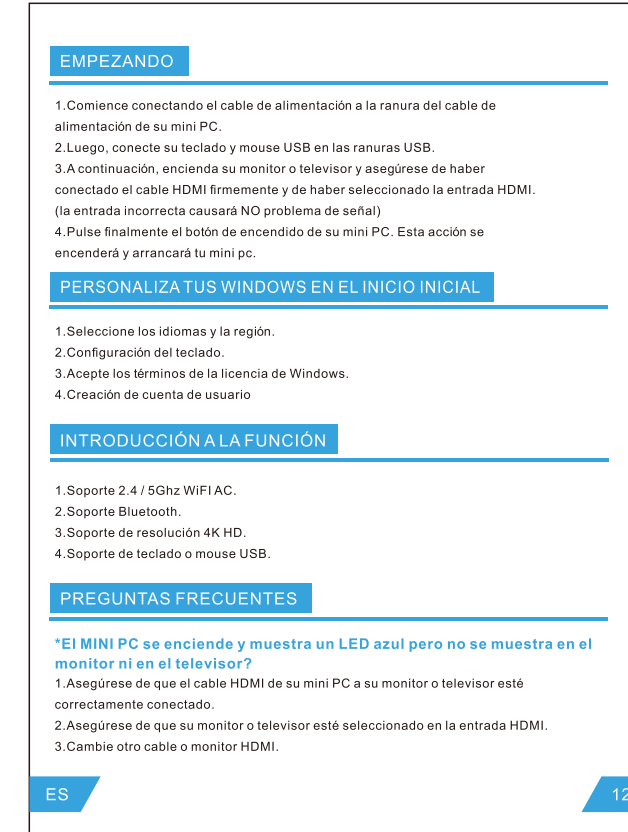 EMPEZANDO
1.Comience conectando el cable de alimentación a la ranura del cable de
alimentación de su mini PC.
2.Luego, conecte su teclado y mouse USB en las ranuras USB.
3.A continuación, encienda su monitor o televisor y asegúrese de haber
conectado el cable HDMI firmemente y de haber seleccionado la entrada HDMI.
(la entrada incorrecta causará NO problema de señal)
4.Pulse finalmente el botón de encendido de su mini PC. Esta acción se
encenderá y arrancará tu mini pc.
PERSONALIZA TUS WINDOWS EN EL INICIO INICIAL
1.Seleccione los idiomas y la región.
2.Configuración del teclado.
3.Acepte los términos de la licencia de Windows.
4.Creación de cuenta de usuario
INTRODUCCIÓN A LA FUNCIÓN
1.Soporte 2.4 / 5Ghz WiFI AC.
2.Soporte Bluetooth.
3.Soporte de resolución 4K HD.
4.Soporte de teclado o mouse USB.
PREGUNTAS FRECUENTES
*El MINI PC se enciende y muestra un LED azul pero no se muestra en el
monitor ni en el televisor?
1.Asegúrese de que el cable HDMI de su mini PC a su monitor o televisor esté
correctamente conectado.
2.Asegúrese de que su monitor o televisor esté seleccionado en la entrada HDMI.
3.Cambie otro cable o monitor HDMI.
ES
12